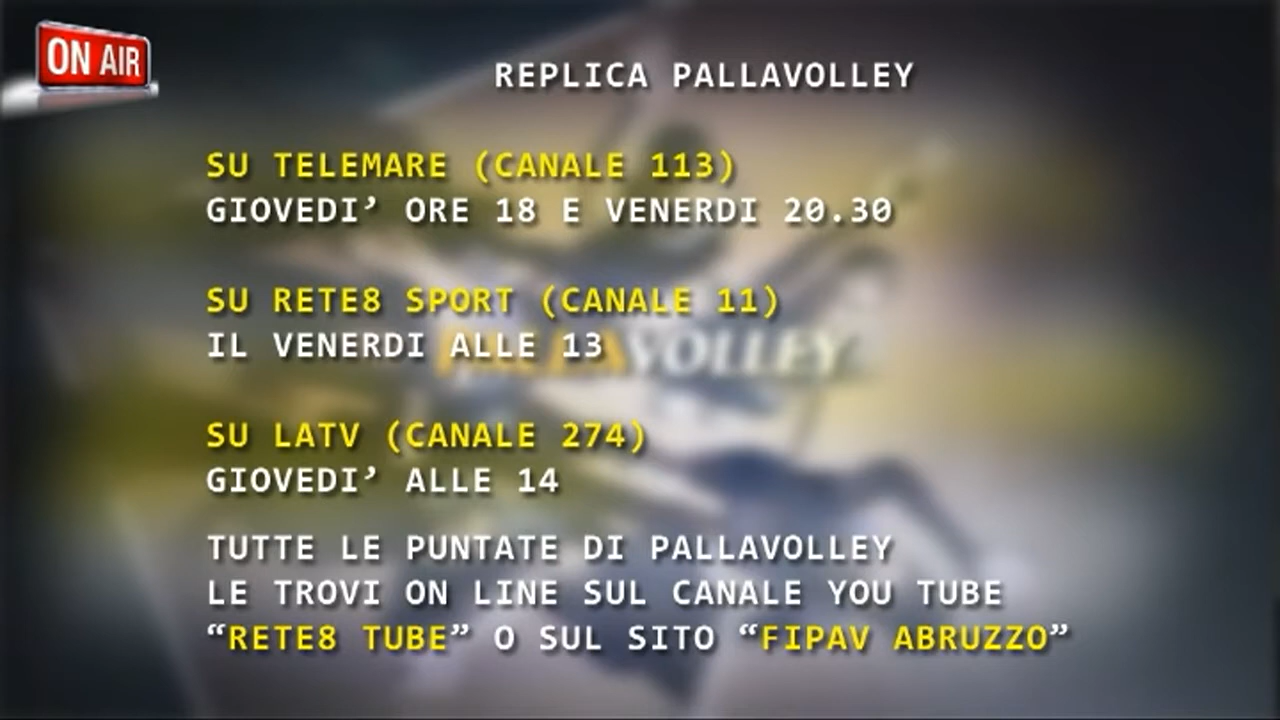 ON AIR
REPLICA PALLAVOLLEY
SU TELEMARE (CANALE 113)
GIOVEDI’ ORE 18 E VENERDI 20.30
SU RETE8 SPORT (CANALE 11)
IL VENERDI ALLE 13
PALLAVOLLEY
SU LATV (CANALE 274)
GIOVEDI’ ALLE 14
TUTTE LE PUNTATE DI PALLAVOLLEY
LE TROVI ON LINE SUL CANALE YOU TUBE
“RETE8 TUBE” O SUL SITO “FIPAV ABRUZZO”